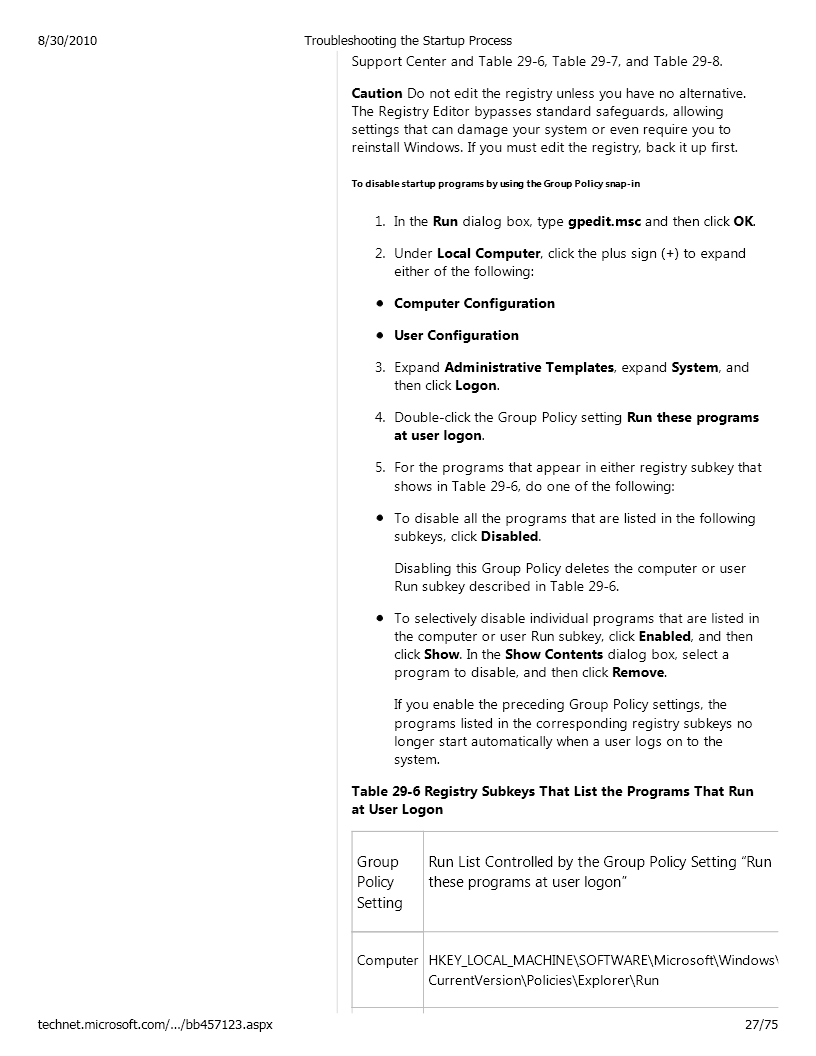 8/30/2010 Troubleshooting the Startup Process
Support Center and Table 29-6, Table 29-7, and Table 29-8.
Caution Do not edit the registry unless you have no alternative.
The Registry Editor bypasses standard safeguards, allowing
settings that can damage your system or even require you to
reinstall Windows. If you must edit the registry, back it up first.
To disable startup programs by using the Group Policy snap-in
1. In the Run dialog box, type gpedit.msc and then click OK.
2. Under Local Computer, click the plus sign (+) to expand
either of the following:
• Computer Configuration
• User Configuration
3. Expand Administrative Templates, expand System, and
then click Logon.
4. Double-click the Group Policy setting Run these programs
at user logon.
5. For the programs that appear in either registry subkey that
shows in Table 29-6, do one of the following:
• To disable all the programs that are listed in the following
subkeys, click Disabled.
Disabling this Group Policy deletes the computer or user
Run subkey described in Table 29-6.
• To selectively disable individual programs that are listed in
the computer or user Run subkey, click Enabled, and then
click Show. In the Show Contents dialog box, select a
program to disable, and then click Remove.
If you enable the preceding Group Policy settings, the
programs listed in the corresponding registry subkeys no
longer start automatically when a user logs on to the
system.
Table 29-6 Registry Subkeys That List the Programs That Run
at User Logon
Group
Policy
Setting
Run List Controlled by the Group Policy Setting “Run
these programs at user logon”
Computer
HKEY_LOCAL_MACHINE\SOFTWARE\Microsoft\Windows\
CurrentVersion\Policies\Explorer\Run
technet.microsoft.com/.../bb457123.aspx 27/75